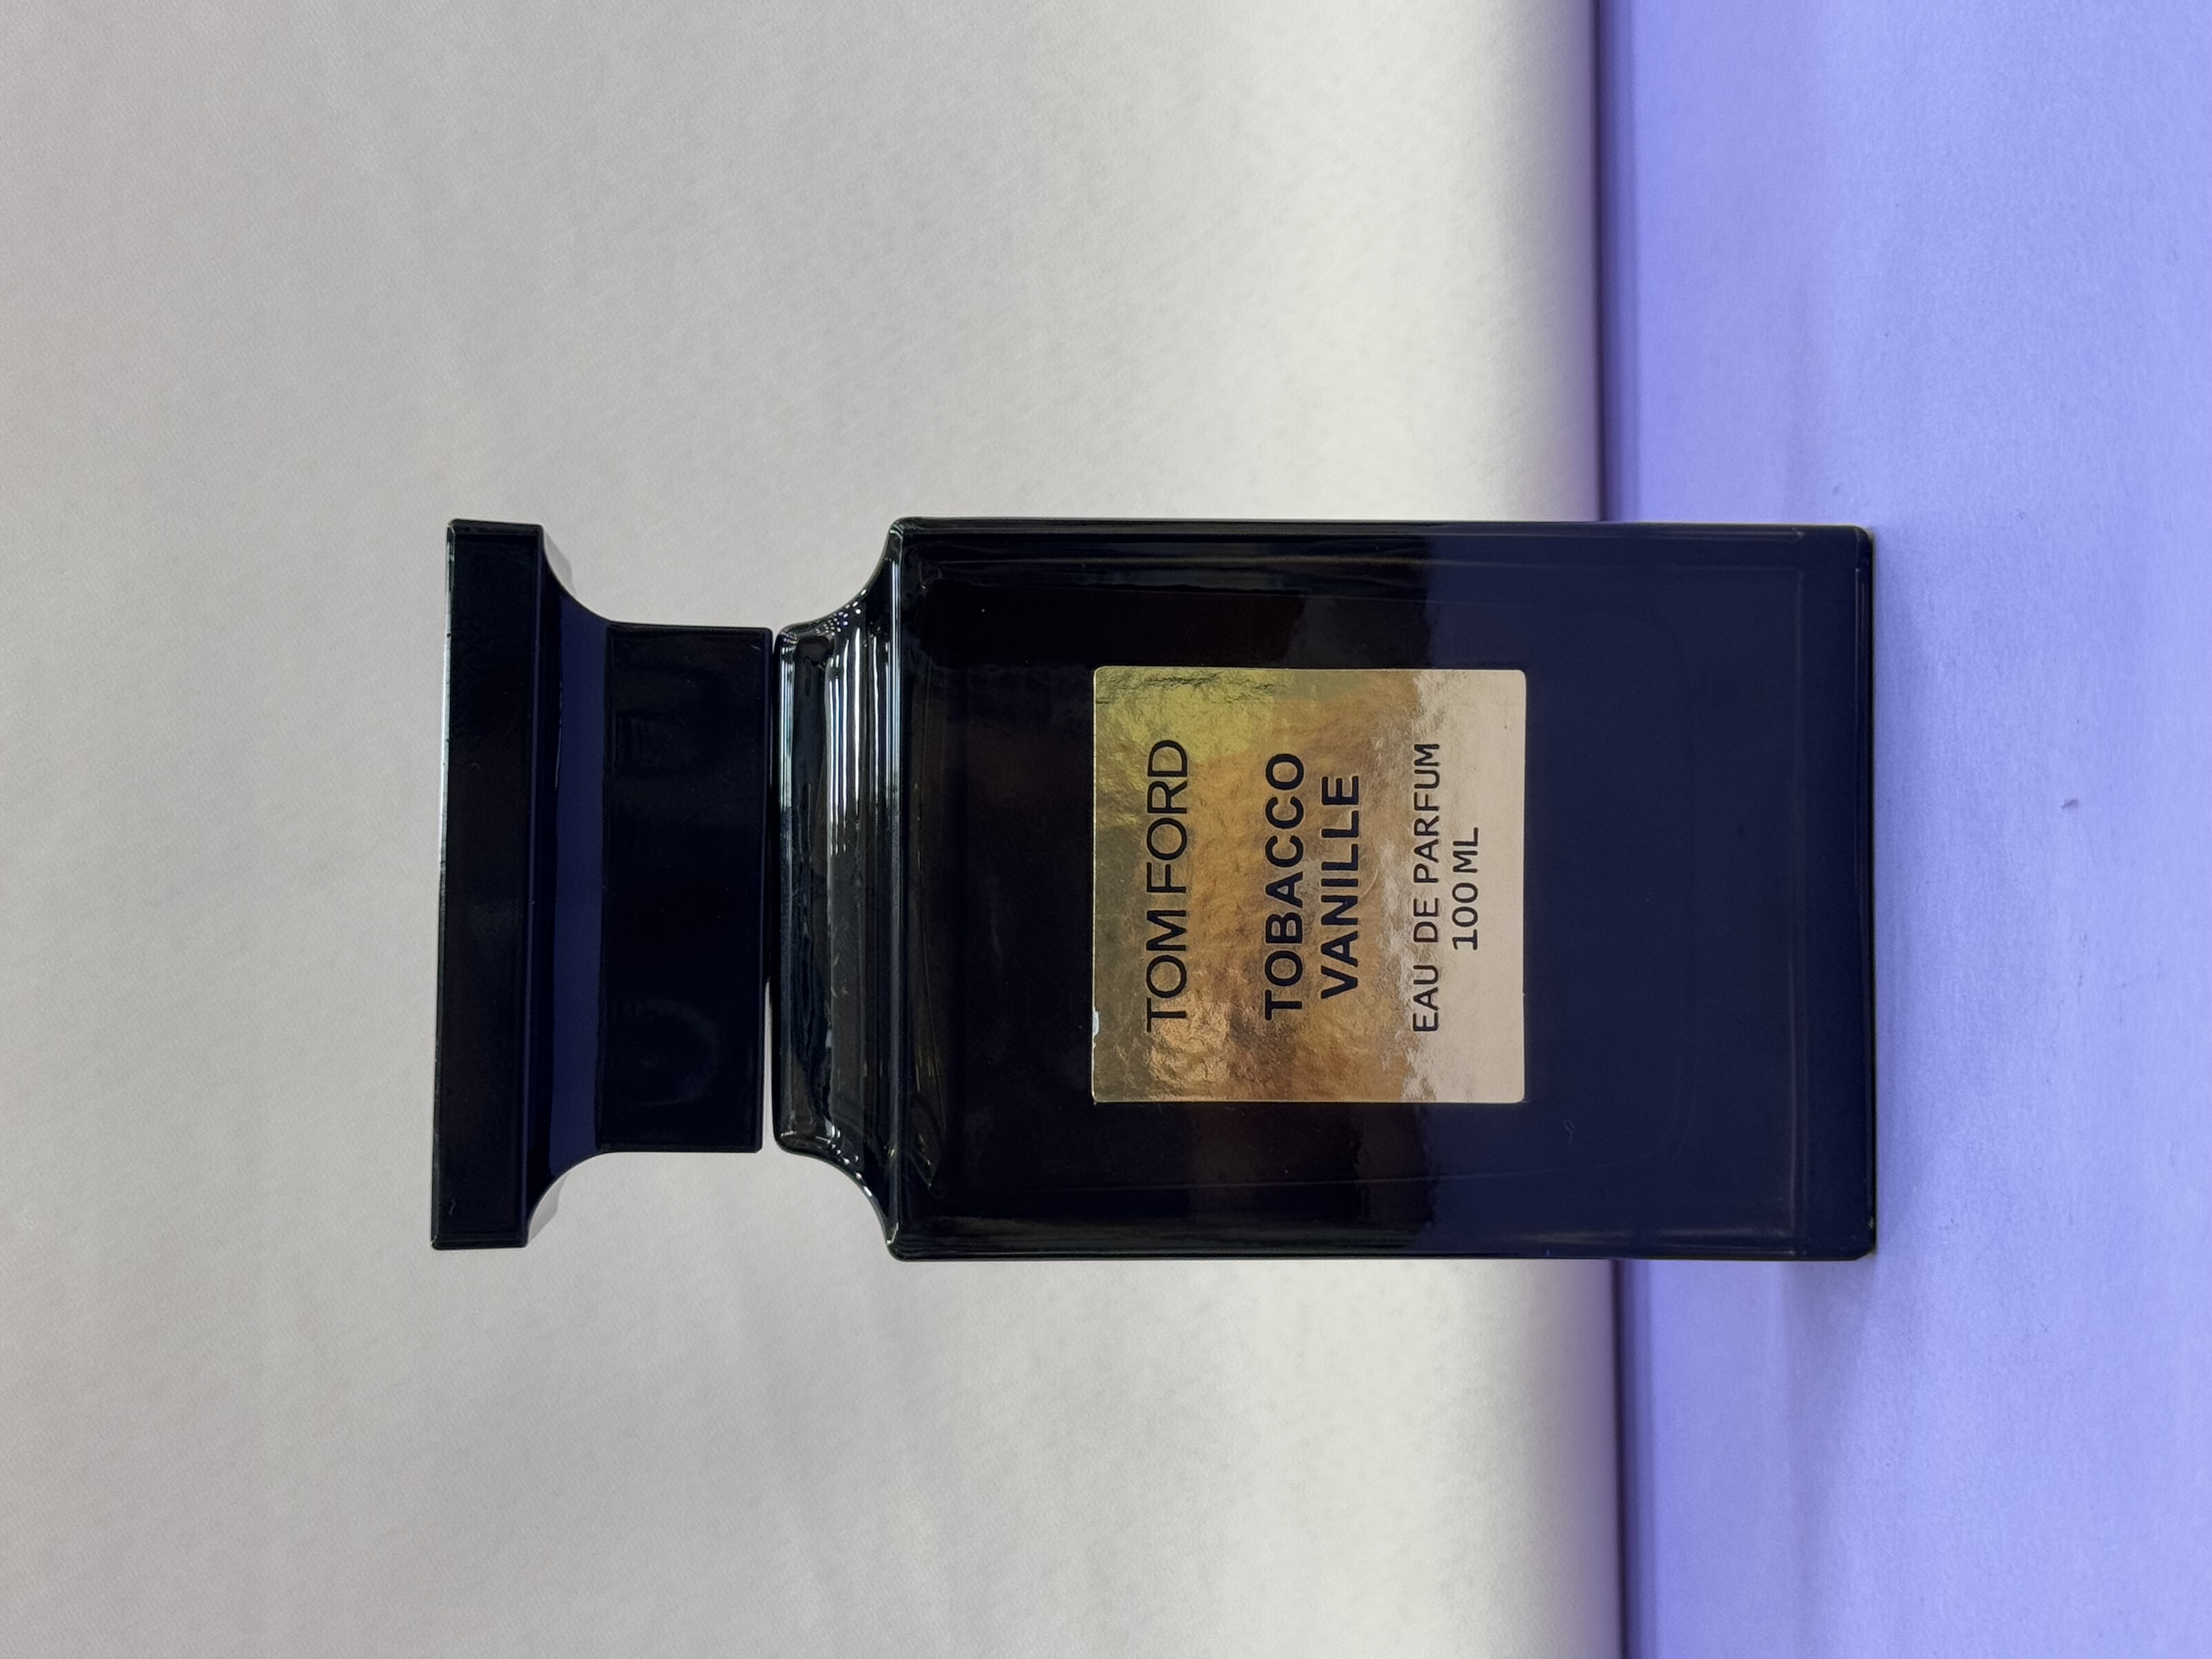 TOM FORD
TOBACCO
VANILLE
EAU DE PARFUM
100 ML